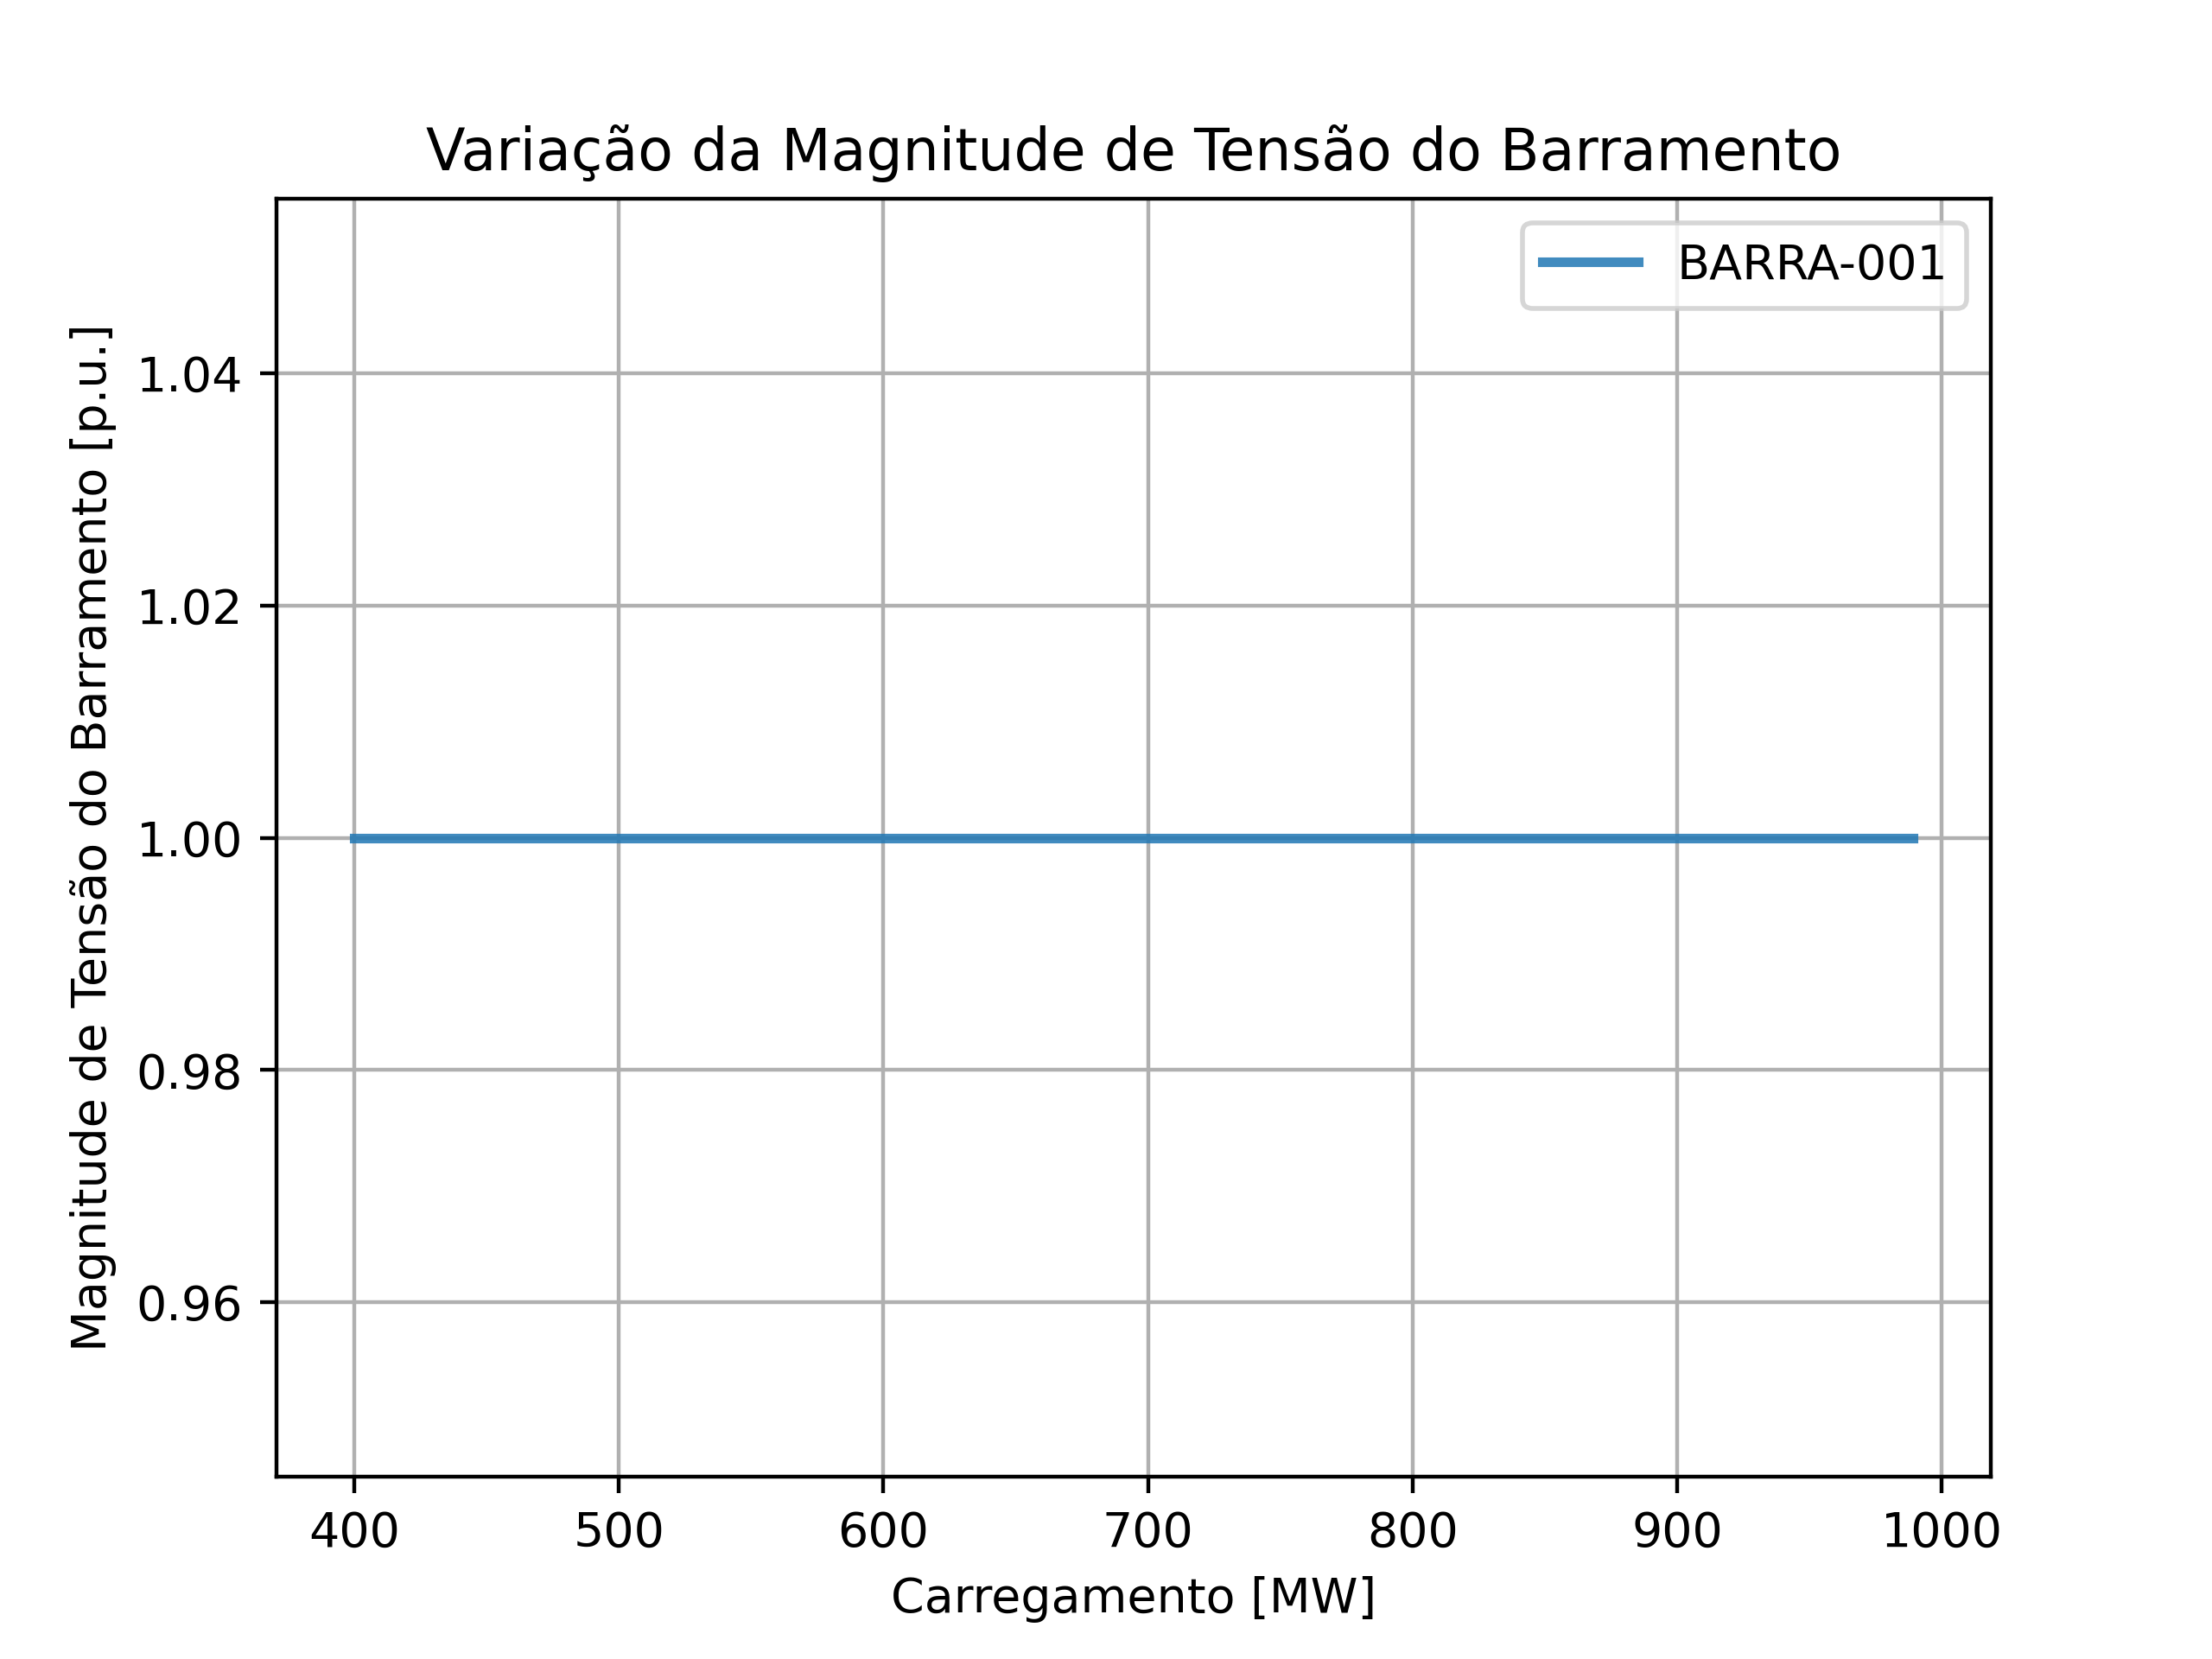 Variação da Magnitude de Tensão do Barramento
BARRA-001
Magnitude de Tensão do Barramento [p.u.]
1.04
1.02
1.00
0.98
0.96
400 500 600 700 800 900 1000
Carregamento [MW]